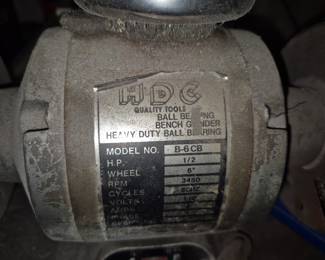 HDC
QUALITY TOOLS
BALL BEARING
BENCH GRINDER
HEAVY DUTY BALL BEARING
MODEL NO. B-6CB
H.P. 1/2
WHEEL 6"
RPM 3450
CYCLES
VOLTS